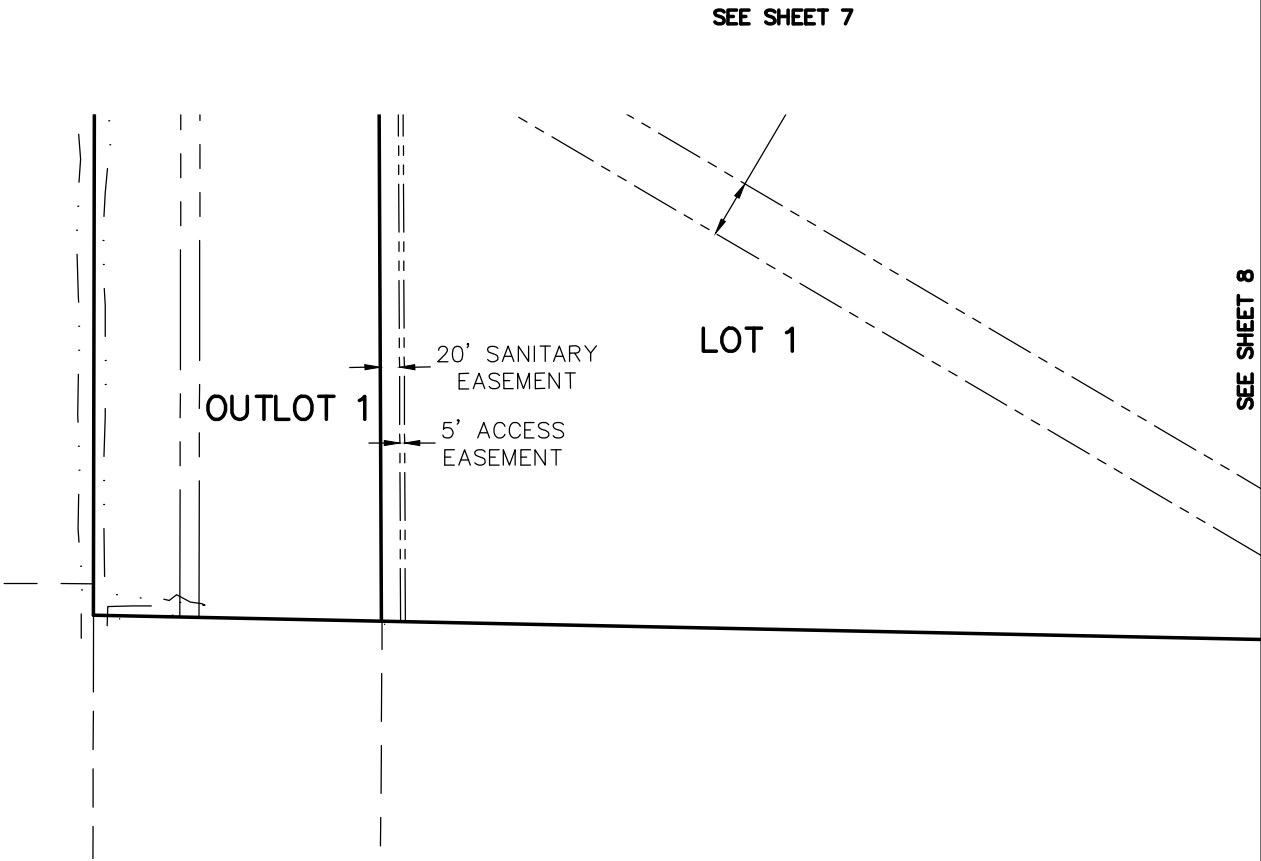 SEE SHEET 7
LOT 1
SEE SHEET 8
20' SANITARY
EASEMENT
OUTLOT 1
5' ACCESS
EASEMENT